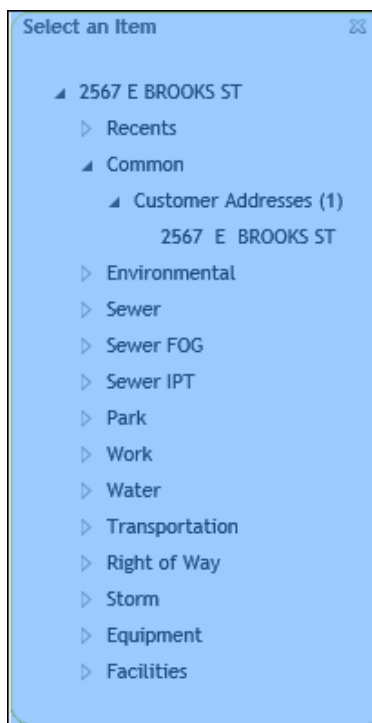 Select an Item
2567 E BROOKS ST
Recents
Common
Customer Addresses (1)
2567 E BROOKS ST
Environmental
Sewer
Sewer FOG
Sewer IPT
Park
Work
Water
Transportation
Right of Way
Storm
Equipment
Facilities